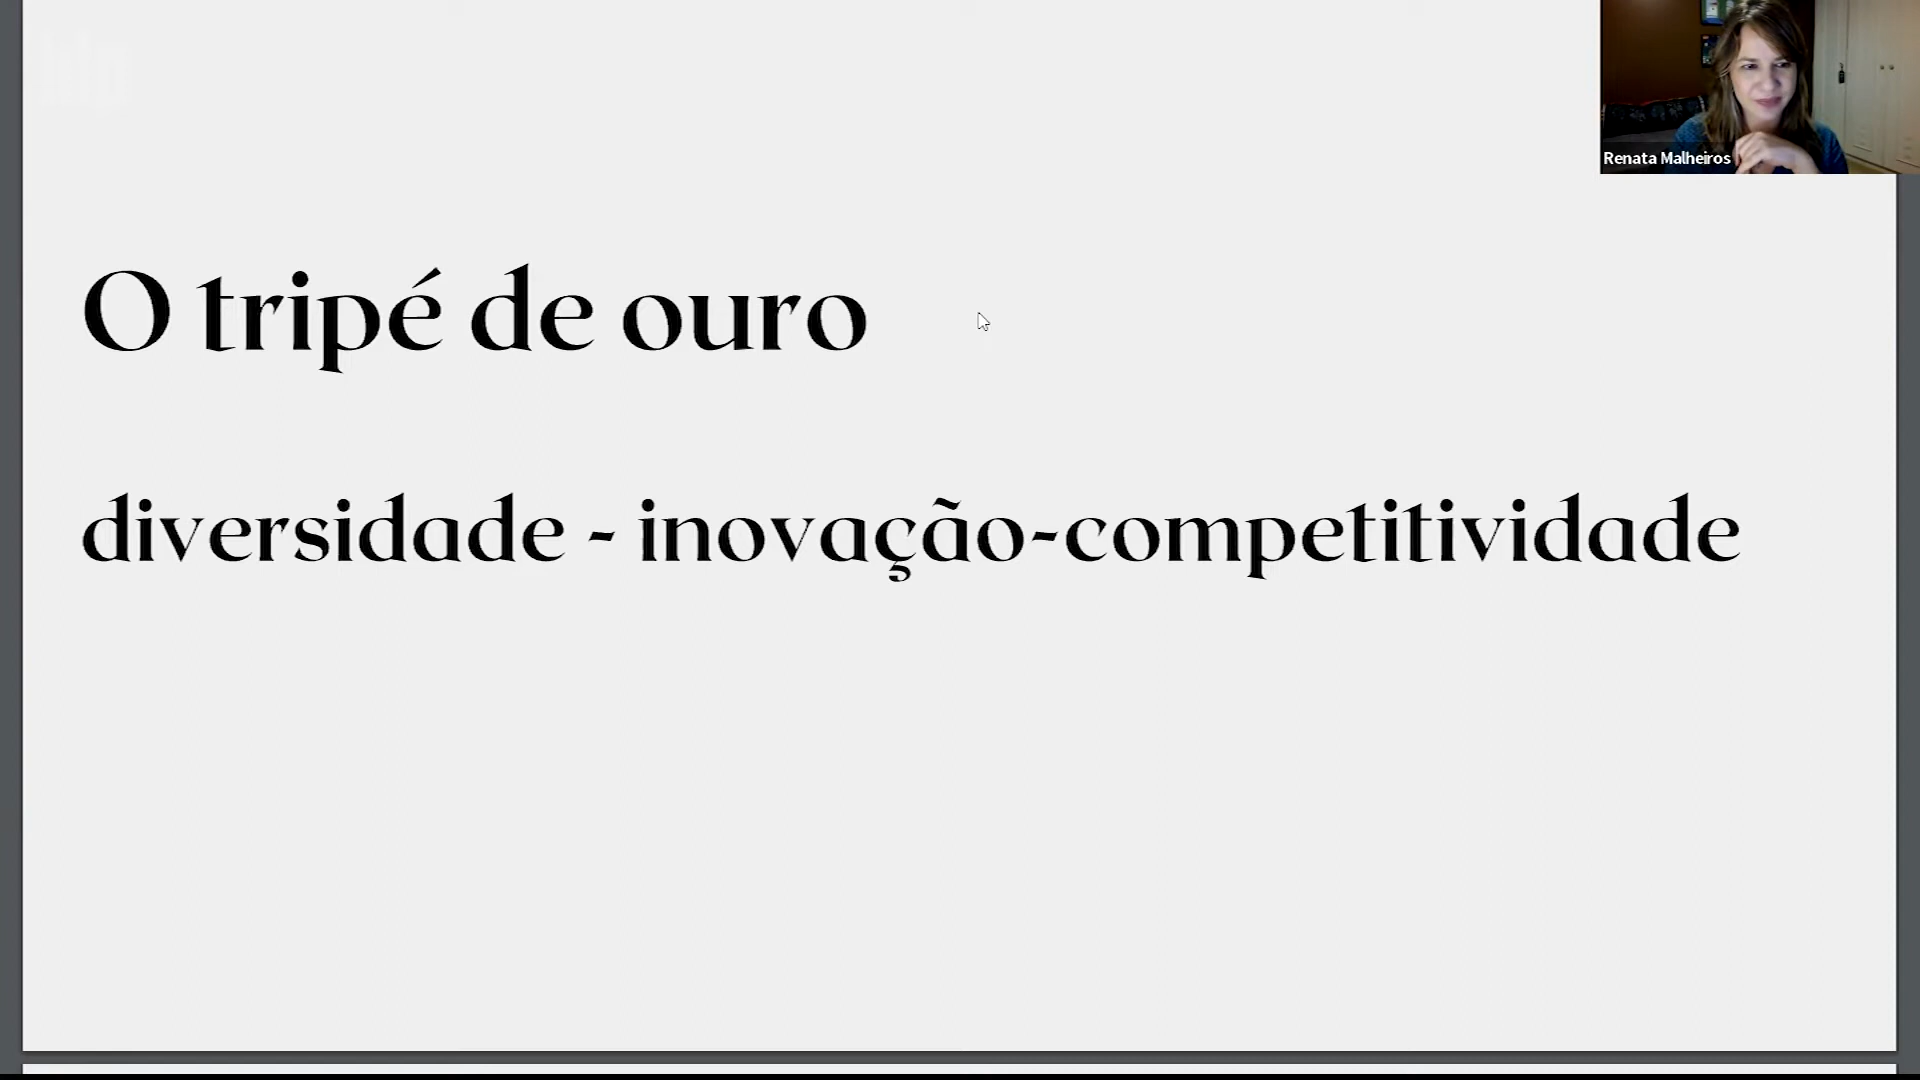 Renata Malheiros
O tripé de ouro
diversidade - inovação-competitividade